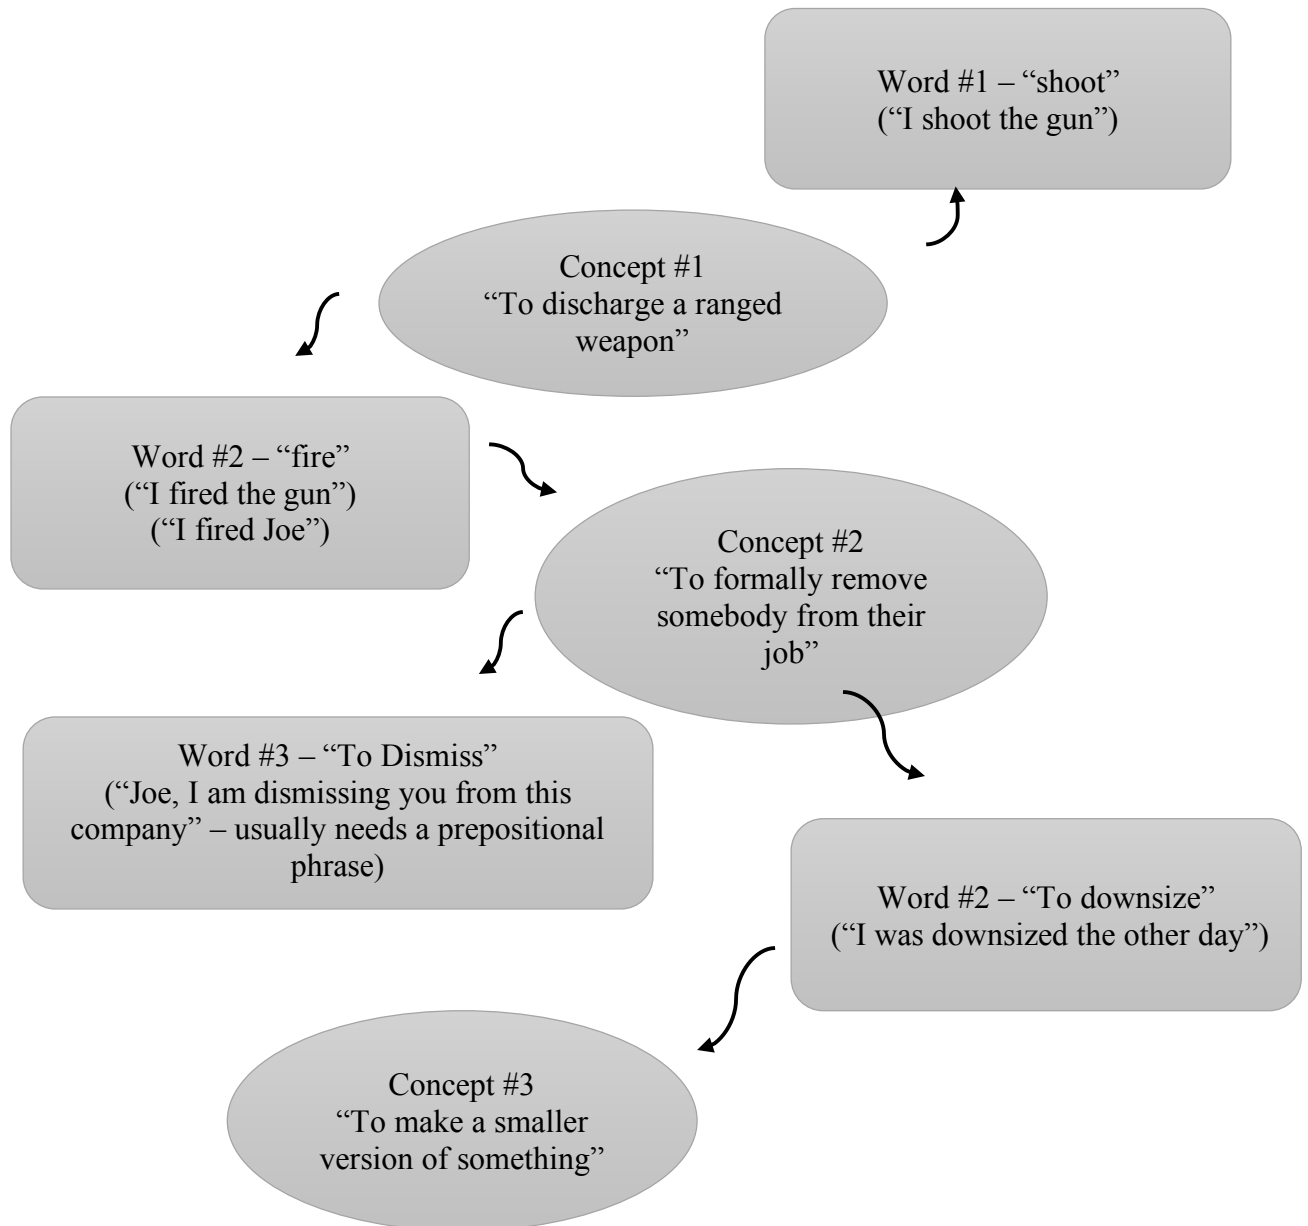 Word #1 – “shoot”
(“I shoot the gun”)
Concept #1
“To discharge a ranged
weapon”
Word #2 – “fire”
(“I fired the gun”)
(“I fired Joe”)
Concept #2
“To formally remove
somebody from their
job”
Word #3 – “To Dismiss”
(“Joe, I am dismissing you from this
company” – usually needs a prepositional
phrase)
Word #2 – “To downsize”
(“I was downsized the other day”)
Concept #3
“To make a smaller
version of something”